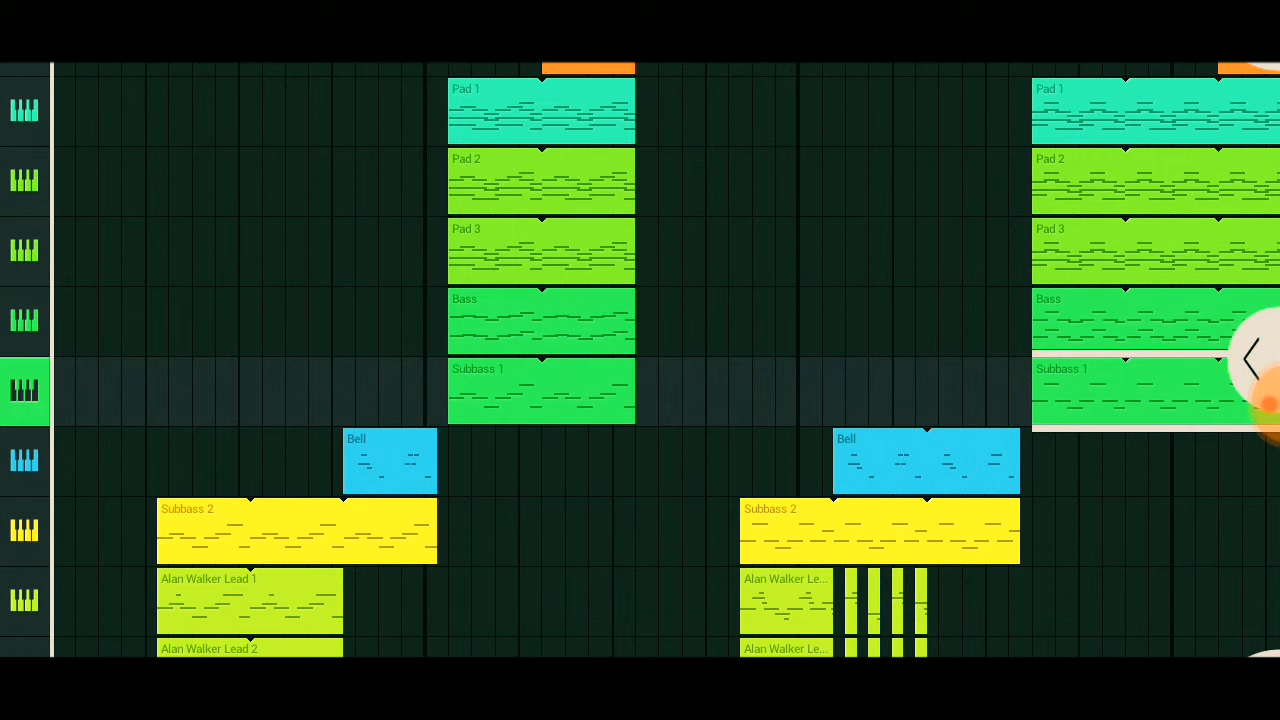 Pad 1
Pad 1
Pad 2
Pad 2
Pad 3
Pad 3
Bass
Bass
Subbass 1
Subbass 1
Bell
Bell
Subbass 2
Subbass 2
Alan Walker Lead 1
Alan Walker Le...
Alan Walker Lead 2
Alan Walker Le...